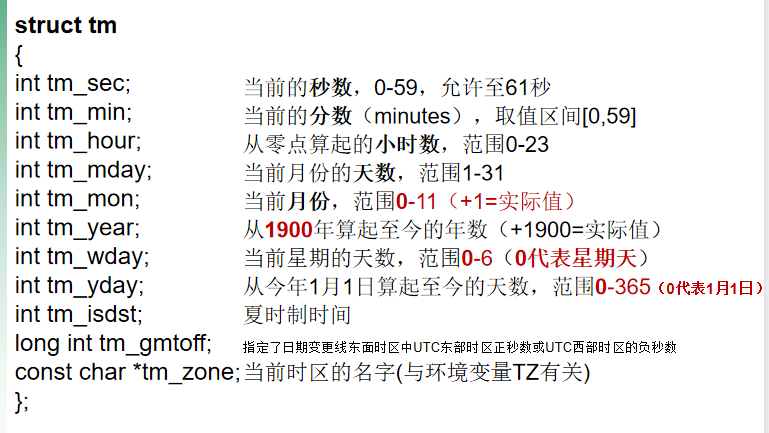 struct tm
{
int tm_sec; 当前的秒数，0-59，允许至61秒
int tm_min; 当前的分数（minutes），取值区间[0,59]
int tm_hour; 从零点算起的小时数，范围0-23
int tm_mday; 当前月份的天数，范围1-31
int tm_mon; 当前月份，范围0-11（+1=实际值）
int tm_year; 从1900年算起至今的年数（+1900=实际值）
int tm_wday; 当前星期的天数，范围0-6（0代表星期天）
int tm_yday; 从今年1月1日算起至今的天数，范围0-365（0代表1月1日）
int tm_isdst; 夏时制时间
long int tm_gmtoff; 指定了日期变更线东面时区中UTC东部时区正秒数或UTC西部时区的负秒数
const char *tm_zone; 当前时区的名字(与环境变量TZ有关)
};